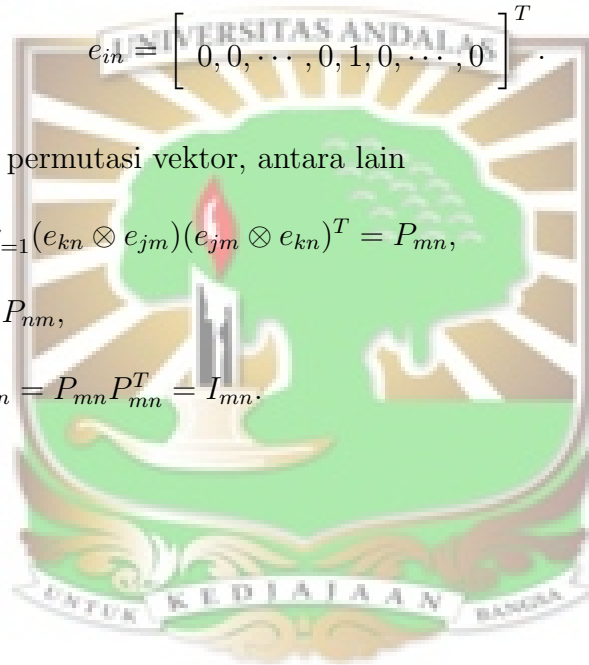 UNIVERSITAS ANDALAS
e_{in} = [ 0, 0, ⋯ , 0, 1, 0, ⋯ , 0 ]^T .
permutasi vektor, antara lain
_{=1}(e_{kn} ⊗ e_{jm})(e_{jm} ⊗ e_{kn})^T = P_{mn},
P_{nm},
_n = P_{mn}P_{mn}^T = I_{mn}.
UNTUK KEDJAJAAN BANGSA